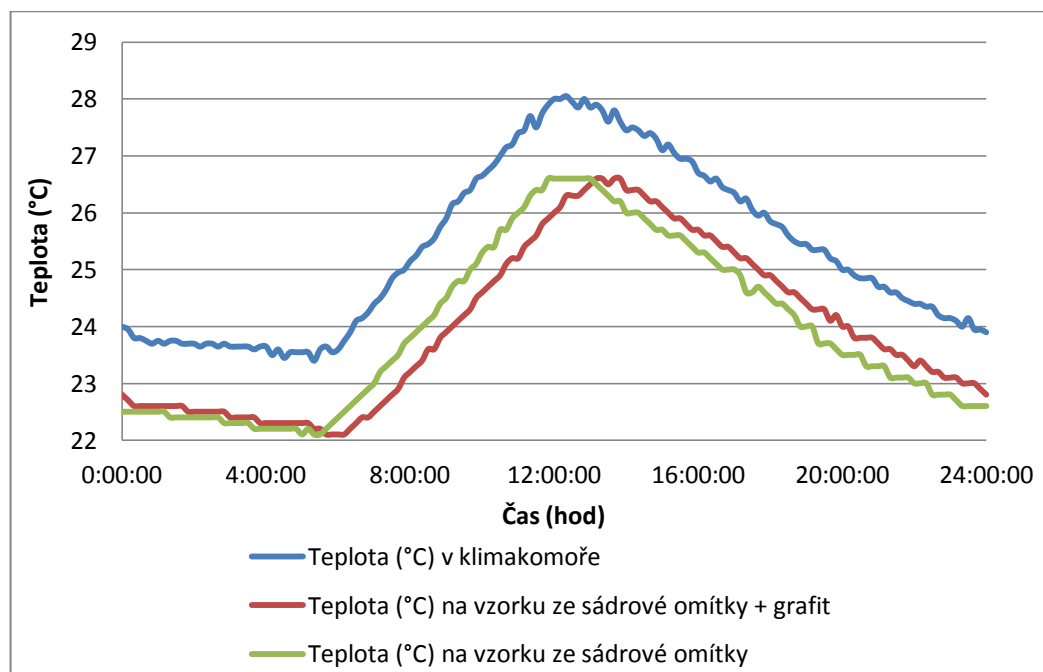 29
28
27
26
25
24
23
22
Teplota (°C)
0:00:00 4:00:00 8:00:00 12:00:00 16:00:00 20:00:00 24:00:00
Čas (hod)
Teplota (°C) v klimakomoře
Teplota (°C) na vzorku ze sádrové omítky + grafit
Teplota (°C) na vzorku ze sádrové omítky